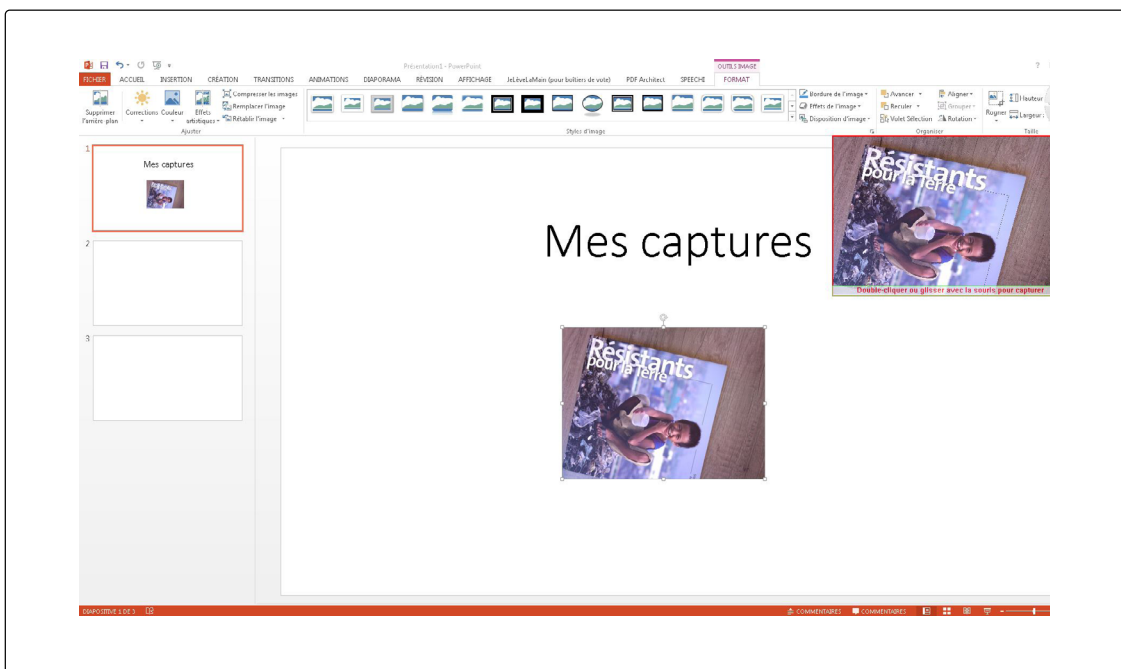 Présentation1 - PowerPoint
OUTILS IMAGE
?
FICHIER ACCUEIL INSERTION CRÉATION TRANSITIONS ANIMATIONS DIAPORAMA RÉVISION AFFICHAGE JeLèveLaMain (pour boîtiers de vote) PDF Architect SPEECHI FORMAT
Supprimer l'arrière-plan
Corrections
Couleur
Effets artistiques
Compresser les images
Remplacer l'image
Rétablir l'image
Ajuster
Styles d'image
Bordure de l'image
Effets de l'image
Disposition d'image
Avancer
Reculer
Volet Sélection
Aligner
Grouper
Rotation
Organiser
Rogner
Hauteur
Largeur :
Taille
1
Mes captures
2
3
Mes captures
Résistants
pour la Terre
Double-cliquer ou glisser avec la souris pour capturer
Résistants
pour la Terre
DIAPOSITIVE 1 DE 3
COMMENTAIRES
COMMENTAIRES